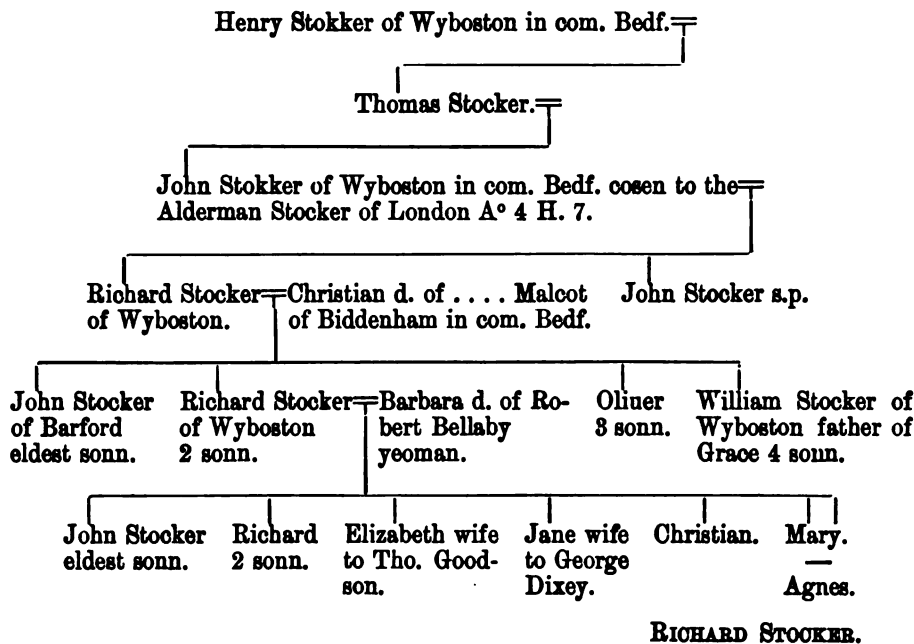 Henry Stokker of Wyboston in com. Bedf.
Thomas Stocker.
John Stokker of Wyboston in com. Bedf. cosen to the
Alderman Stocker of London Aº 4 H. 7.
Richard Stocker
of Wyboston.
Christian d. of .... Malcot
of Biddenham in com. Bedf.
John Stocker s.p.
John Stocker
of Barford
eldest sonn.
Richard Stocker
of Wyboston
2 sonn.
Barbara d. of Ro-
bert Bellaby
yeoman.
Oliuer
3 sonn.
William Stocker of
Wyboston father of
Grace 4 sonn.
John Stocker
eldest sonn.
Richard
2 sonn.
Elizabeth wife
to Tho. Good-
son.
Jane wife
to George
Dixey.
Christian.
Mary.
—
Agnes.
RICHARD STOCKER.